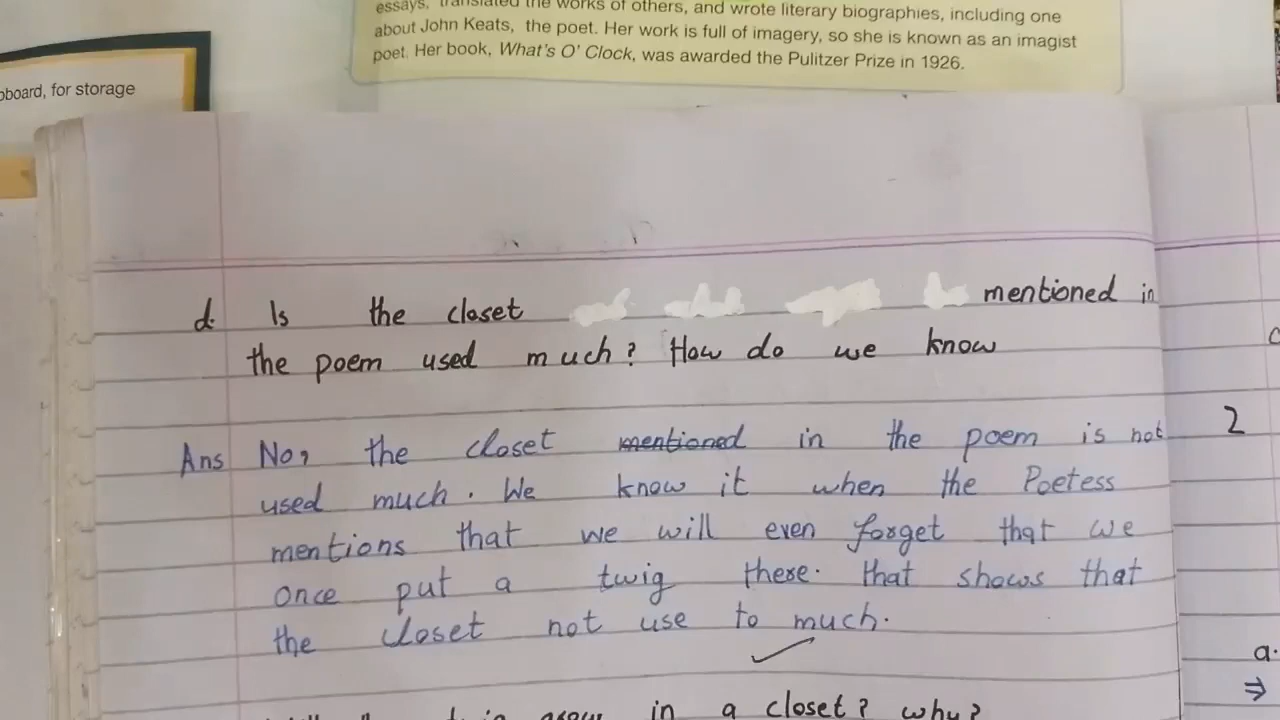 essays, translated the works of others, and wrote literary biographies, including one
about John Keats, the poet. Her work is full of imagery, so she is known as an imagist
poet. Her book, What's O' Clock, was awarded the Pulitzer Prize in 1926.
pboard, for storage
d. Is the closet mentioned in
the poem used much? How do we know
Ans No, the closet mentioned in the poem is not
used much. We know it when the Poetess
mentions that we will even forget that we
once put a twig there. that shows that
the closet not use to much.
in a closet? why?
2
a.
⇒